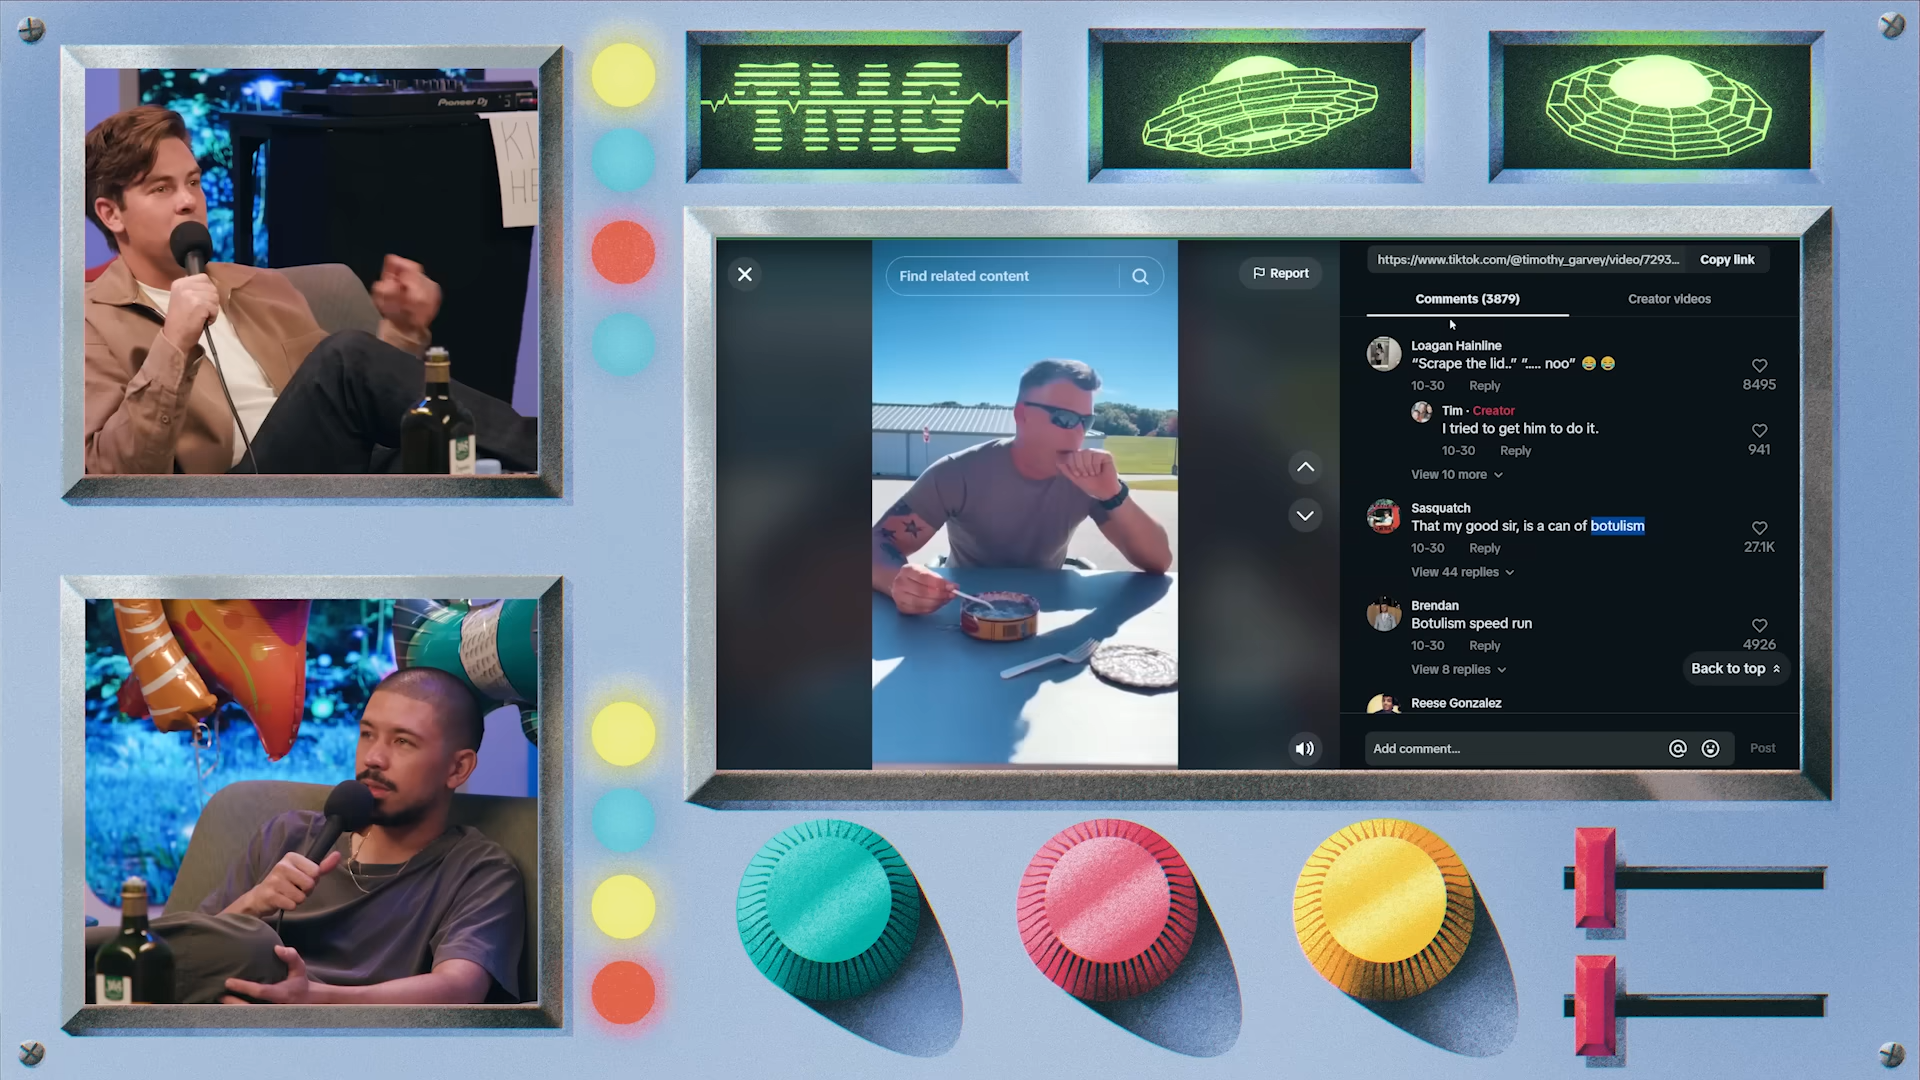 Pioneer Dj
KI
HE
TMG
Find related content
Report
https://www.tiktok.com/@timothy_garvey/video/7293...
Copy link
Comments (3879)
Creator videos
Loagan Hainline
“Scrape the lid..” “..... noo” 😂 😂
10-30 Reply
8495
Tim · Creator
I tried to get him to do it.
10-30 Reply
941
View 10 more
Sasquatch
That my good sir, is a can of botulism
10-30 Reply
27.1K
View 44 replies
Brendan
Botulism speed run
10-30 Reply
4926
View 8 replies
Back to top
Reese Gonzalez
Add comment...
Post